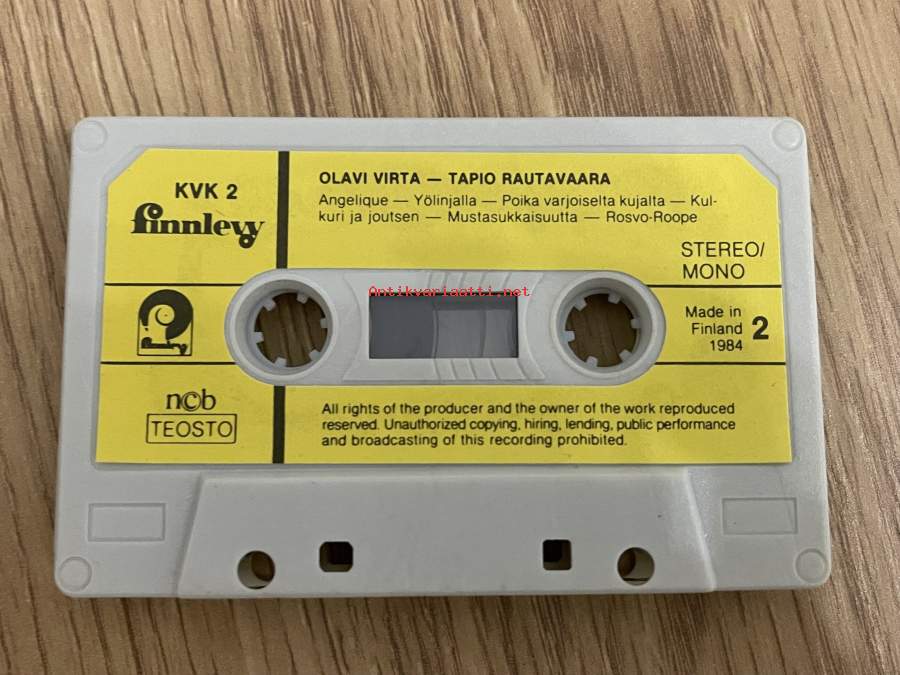 KVK 2
finnlevy
OLAVI VIRTA — TAPIO RAUTAVAARA
Angelique — Yölinjalla — Poika varjoiselta kujalta — Kul-
kuri ja joutsen — Mustasukkaisuutta — Rosvo-Roope
STEREO/
MONO
Antikvariaatti.net
Made in
Finland
1984
2
ncb
TEOSTO
All rights of the producer and the owner of the work reproduced
reserved. Unauthorized copying, hiring, lending, public performance
and broadcasting of this recording prohibited.